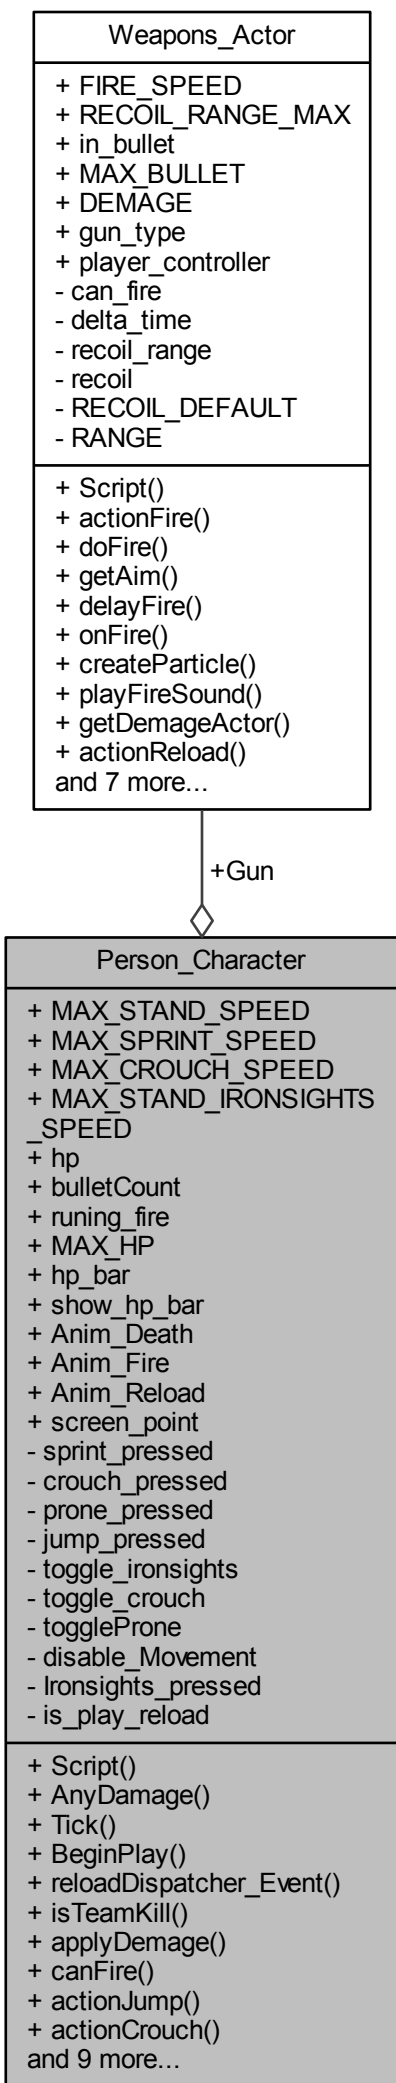 Weapons_Actor
+ FIRE_SPEED
+ RECOIL_RANGE_MAX
+ in_bullet
+ MAX_BULLET
+ DEMAGE
+ gun_type
+ player_controller
- can_fire
- delta_time
- recoil_range
- recoil
- RECOIL_DEFAULT
- RANGE
+ Script()
+ actionFire()
+ doFire()
+ getAim()
+ delayFire()
+ onFire()
+ createParticle()
+ playFireSound()
+ getDemageActor()
+ actionReload()
and 7 more...
+Gun
Person_Character
+ MAX_STAND_SPEED
+ MAX_SPRINT_SPEED
+ MAX_CROUCH_SPEED
+ MAX_STAND_IRONSIGHTS
_SPEED
+ hp
+ bulletCount
+ runing_fire
+ MAX_HP
+ hp_bar
+ show_hp_bar
+ Anim_Death
+ Anim_Fire
+ Anim_Reload
+ screen_point
- sprint_pressed
- crouch_pressed
- prone_pressed
- jump_pressed
- toggle_ironsights
- toggle_crouch
- toggleProne
- disable_Movement
- Ironsights_pressed
- is_play_reload
+ Script()
+ AnyDamage()
+ Tick()
+ BeginPlay()
+ reloadDispatcher_Event()
+ isTeamKill()
+ applyDemage()
+ canFire()
+ actionJump()
+ actionCrouch()
and 9 more...